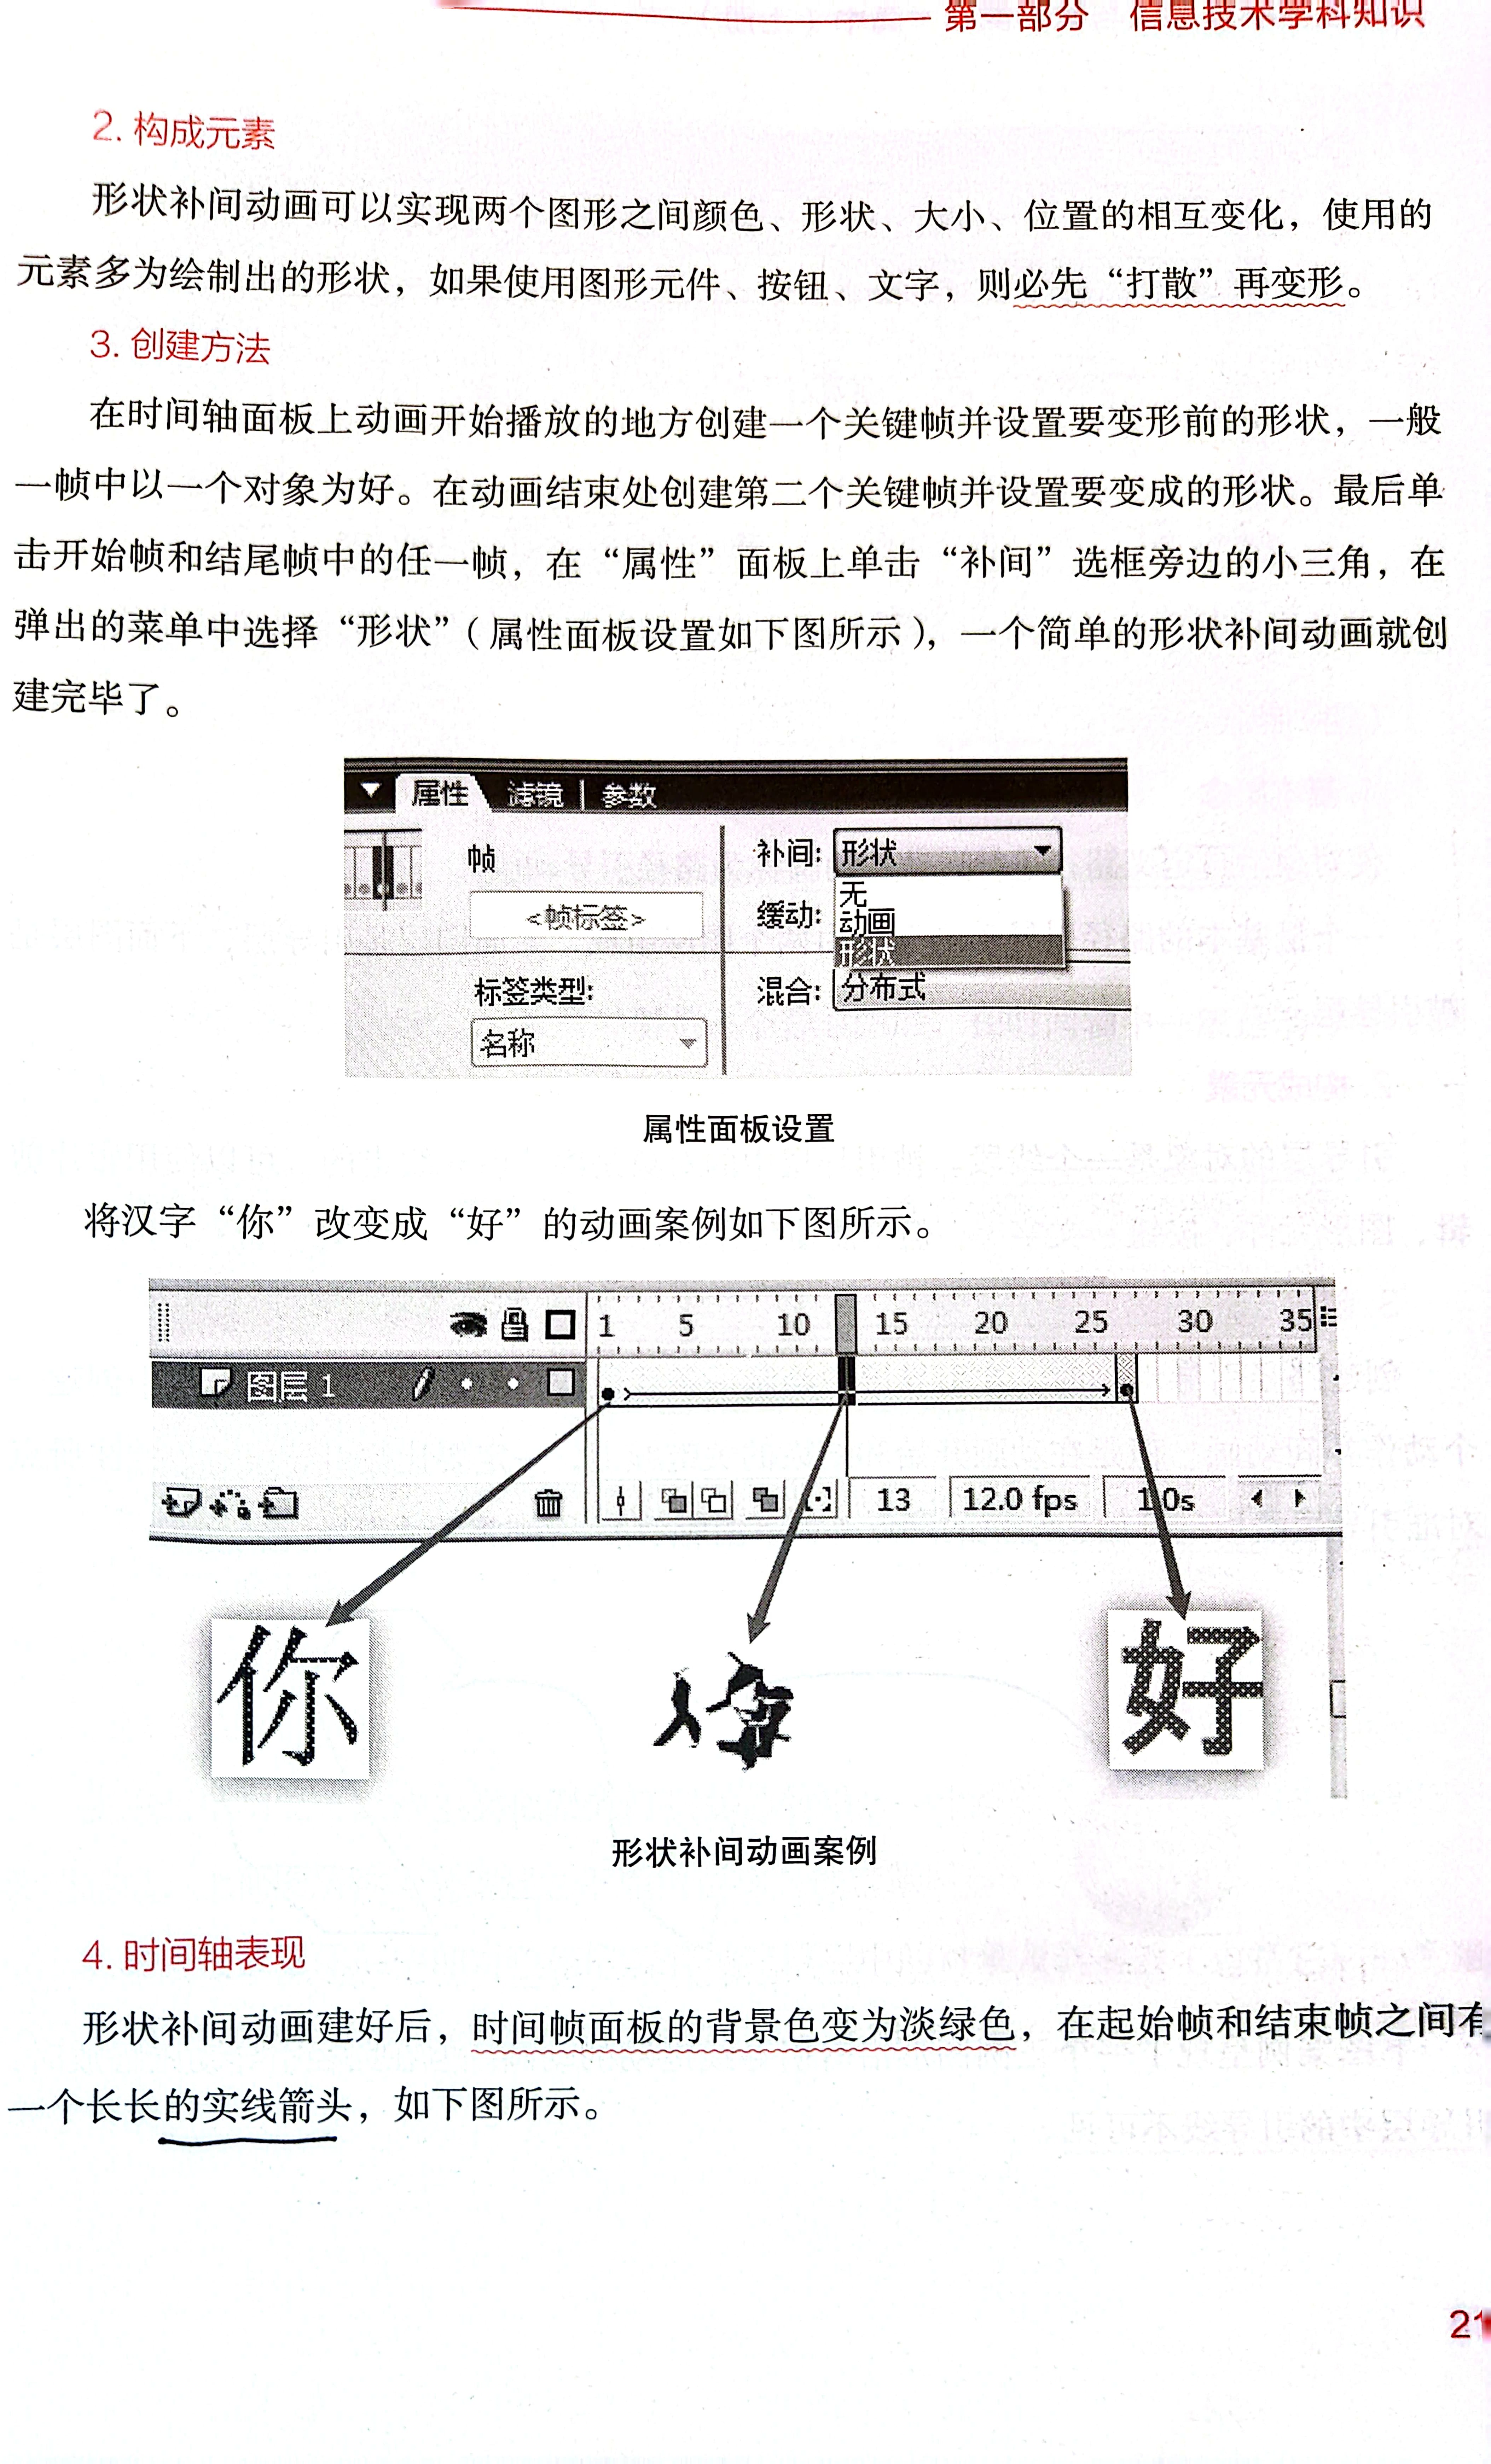 第一部分 信息技术学科知识
2. 构成元素
形状补间动画可以实现两个图形之间颜色、形状、大小、位置的相互变化，使用的
元素多为绘制出的形状，如果使用图形元件、按钮、文字，则必先“打散”再变形。
3. 创建方法
在时间轴面板上动画开始播放的地方创建一个关键帧并设置要变形前的形状，一般
一帧中以一个对象为好。在动画结束处创建第二个关键帧并设置要变成的形状。最后单
击开始帧和结尾帧中的任一帧，在“属性”面板上单击“补间”选框旁边的小三角，在
弹出的菜单中选择“形状”（属性面板设置如下图所示），一个简单的形状补间动画就创
建完毕了。
属性 滤镜 参数
帧 补间: 形状
无
<帧标签> 缓动: 动画
形状
标签类型: 混合: 分布式
名称
属性面板设置
将汉字“你”改变成“好”的动画案例如下图所示。
1 5 10 15 20 25 30 35
图层 1
13 12.0 fps 1.0s
你 好
形状补间动画案例
4. 时间轴表现
形状补间动画建好后，时间帧面板的背景色变为淡绿色，在起始帧和结束帧之间有
一个长长的实线箭头，如下图所示。